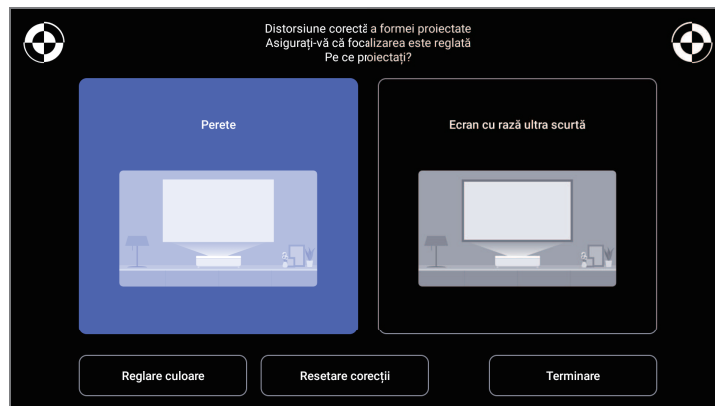 Distorsiune corectă a formei proiectate
Asigurați-vă că focalizarea este reglată
Pe ce proiectați?
Perete
Ecran cu rază ultra scurtă
Reglare culoare
Resetare corecții
Terminare